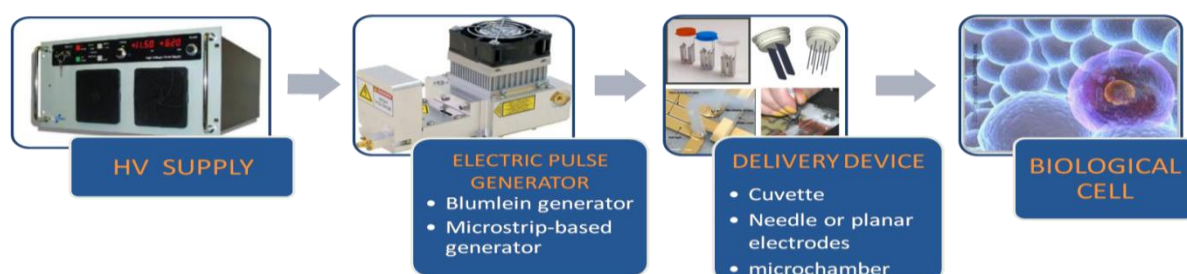 HV SUPPLY
ELECTRIC PULSE
GENERATOR
• Blumlein generator
• Microstrip-based
generator
DELIVERY DEVICE
• Cuvette
• Needle or planar
electrodes
• microchamber
BIOLOGICAL
CELL